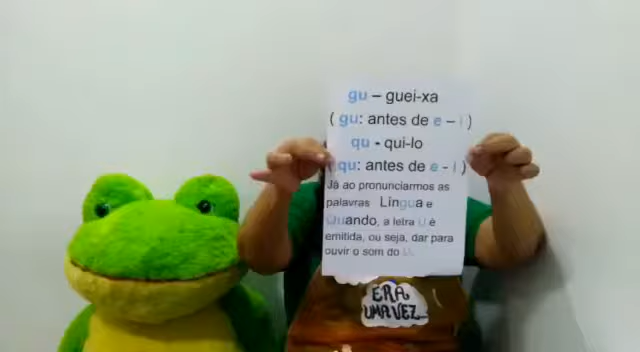 gu – guei-xa
( gu: antes de e – i )
qu - qui-lo
( qu: antes de e - i )
Já ao pronunciarmos as
palavras Língua e
Quando, a letra U é
emitida, ou seja, dar para
ouvir o som do U.
ERA
UMA VEZ...